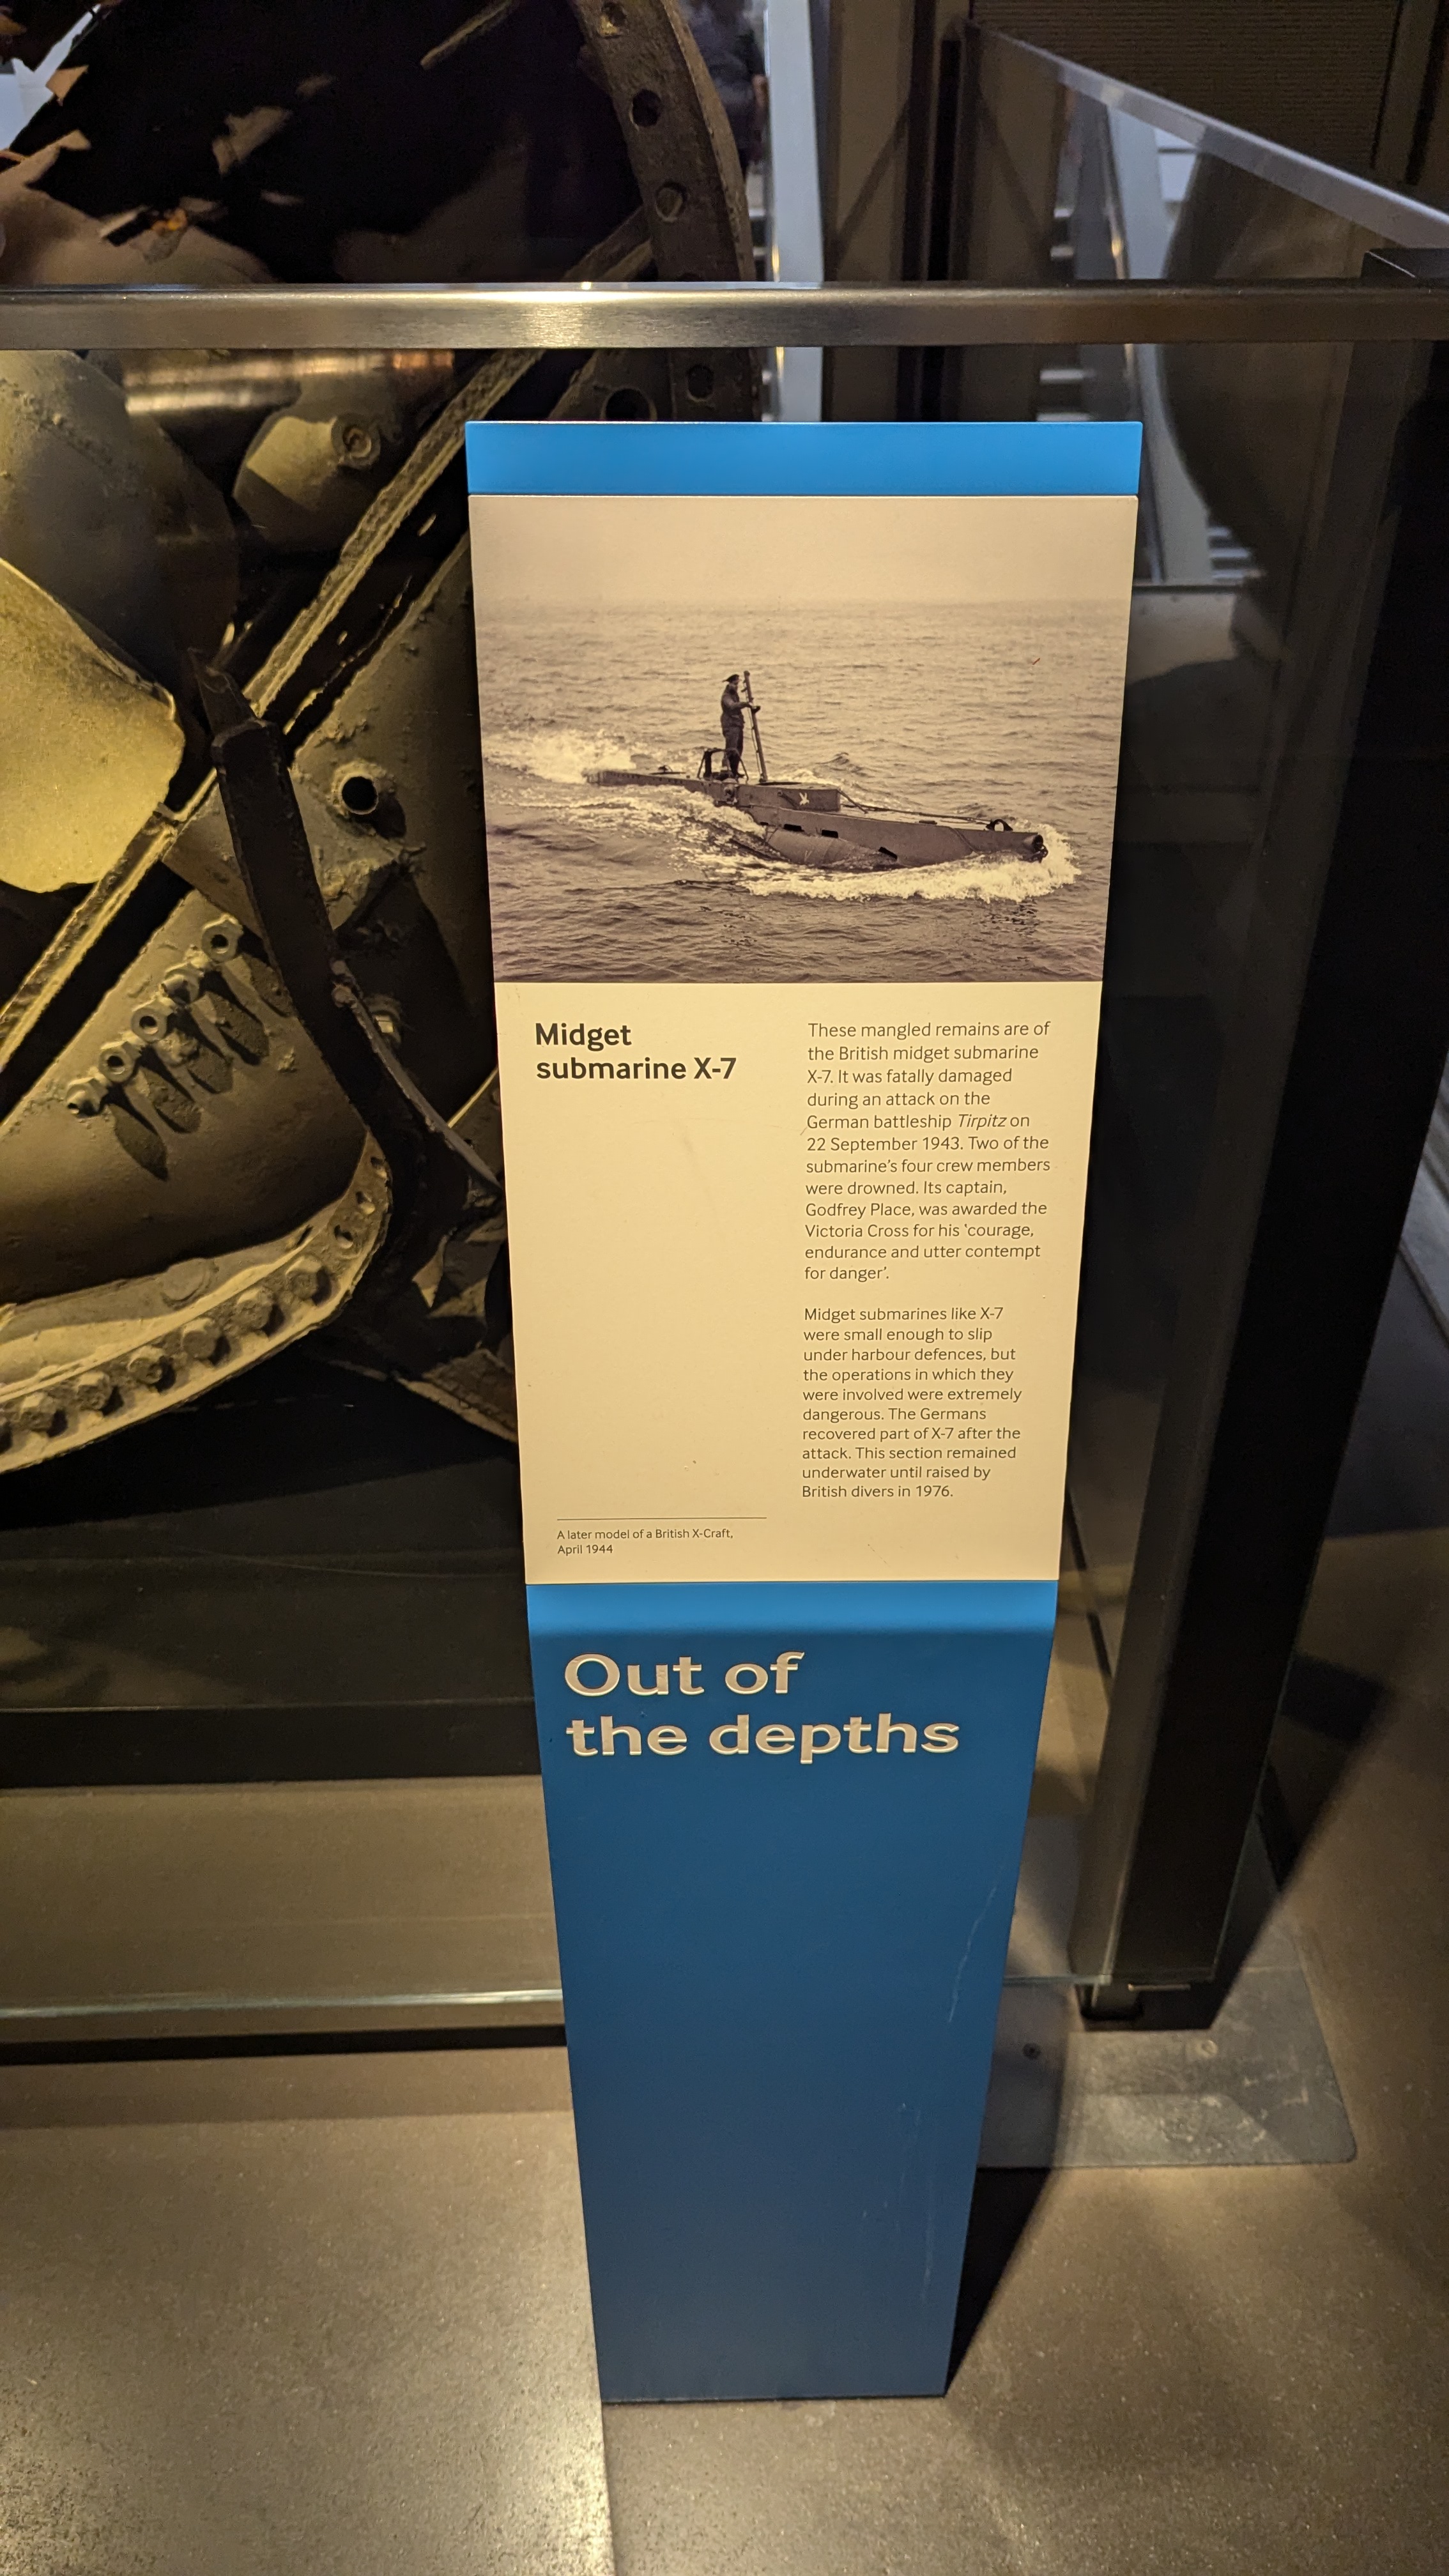 Midget
submarine X-7
These mangled remains are of
the British midget submarine
X-7. It was fatally damaged
during an attack on the
German battleship Tirpitz on
22 September 1943. Two of the
submarine's four crew members
were drowned. Its captain,
Godfrey Place, was awarded the
Victoria Cross for his ‘courage,
endurance and utter contempt
for danger’.
Midget submarines like X-7
were small enough to slip
under harbour defences, but
the operations in which they
were involved were extremely
dangerous. The Germans
recovered part of X-7 after the
attack. This section remained
underwater until raised by
British divers in 1976.
A later model of a British X-Craft,
April 1944
Out of
the depths